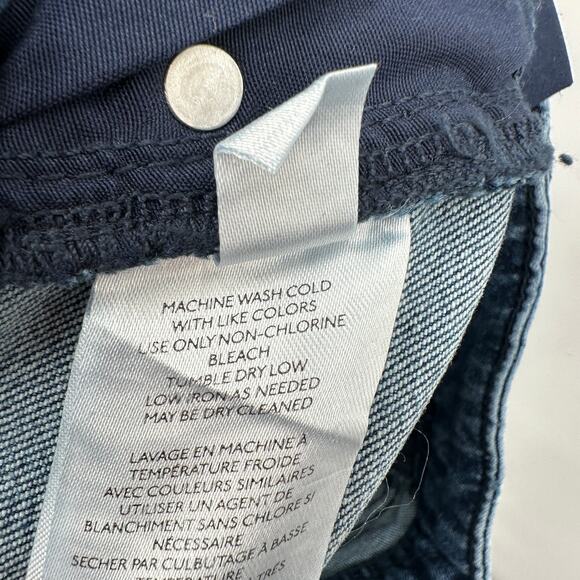 MACHINE WASH COLD
WITH LIKE COLORS
USE ONLY NON-CHLORINE
BLEACH
TUMBLE DRY LOW
LOW IRON AS NEEDED
MAY BE DRY CLEANED
LAVAGE EN MACHINE À
TEMPÉRATURE FROIDE
AVEC COULEURS SIMILAIRES
UTILISER UN AGENT DE
BLANCHIMENT SANS CHLORE SI
NÉCESSAIRE
SECHER PAR CULBUTAGE À BASSE
TEMPERATURE